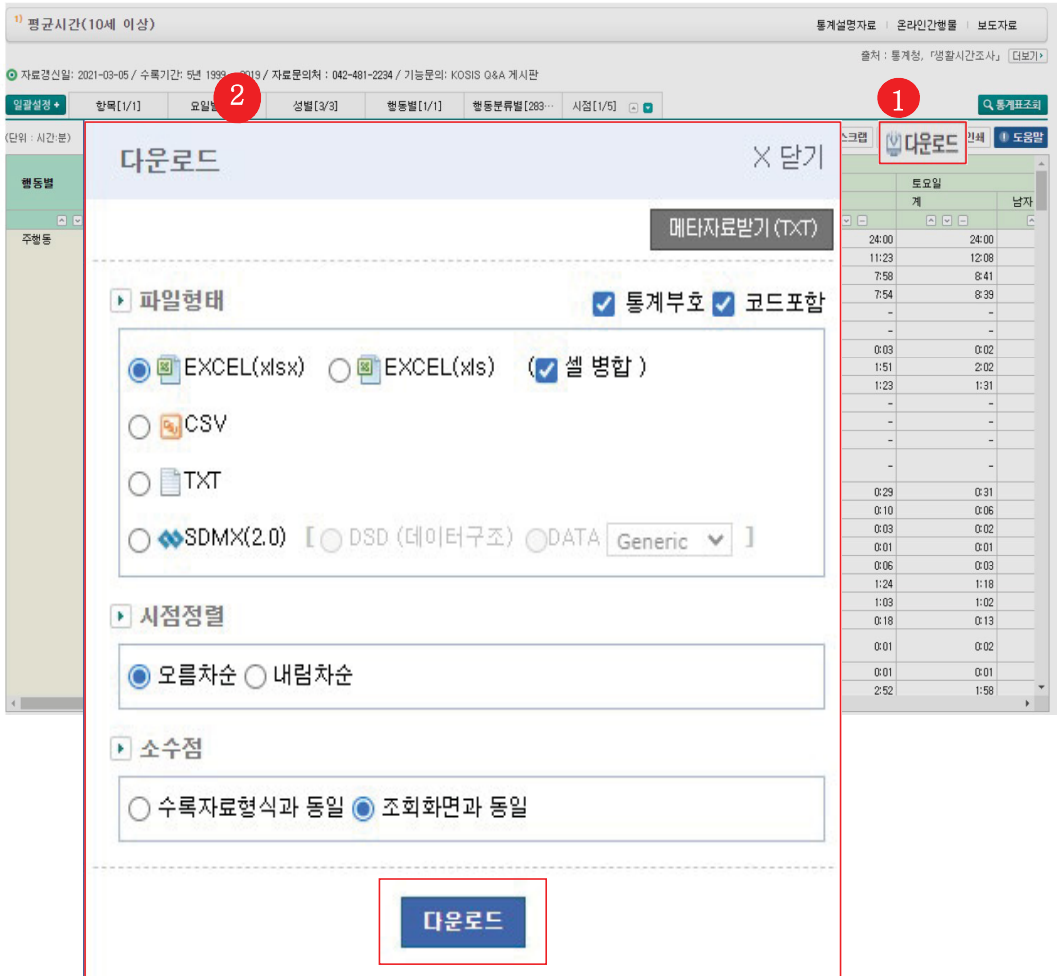 1) 평균시간(10세 이상)
통계설명자료 | 온라인간행물 | 보도자료
출처 : 통계청, 「생활시간조사」 더보기
자료갱신일: 2021-03-05 / 수록기간: 5년 1999 2019 / 자료문의처 : 042-481-2234 / 기능문의: KOSIS Q&A 게시판
일괄설정 + 항목[1/1] 요일별 성별[3/3] 행동별[1/1] 행동분류별[283··· 시점[1/5] 통계표조회
2
1
(단위 : 시간:분)
스크랩 다운로드 인쇄 도움말
행동별
토요일
계 남자
주행동
24:00 24:00
11:23 12:08
7:58 8:41
7:54 8:39
- -
- -
0:03 0:02
1:51 2:02
1:23 1:31
- -
- -
- -
- -
0:29 0:31
0:10 0:06
0:03 0:02
0:01 0:01
0:06 0:03
1:24 1:18
1:03 1:02
0:18 0:13
0:01 0:02
0:01 0:01
2:52 1:58
다운로드 X 닫기
메타자료받기(TXT)
파일형태 통계부호 코드포함
EXCEL(xlsx) EXCEL(xls) ( 셀 병합 )
CSV
TXT
SDMX(2.0) [ DSD (데이터구조) DATA Generic ]
시점정렬
오름차순 내림차순
소수점
수록자료형식과 동일 조회화면과 동일
다운로드